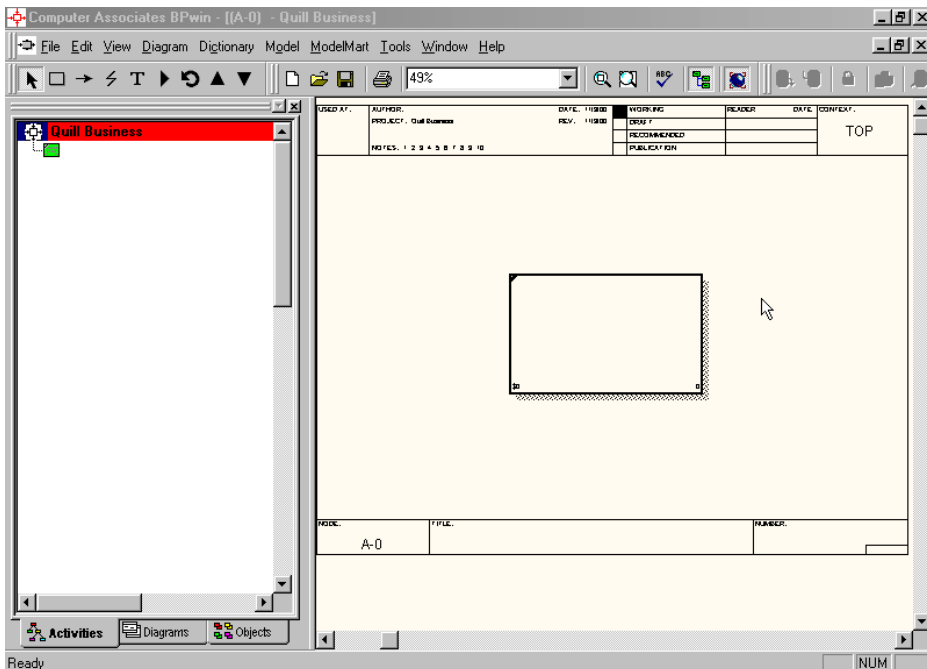 Computer Associates BPwin - [(A-0) - Quill Business]
File Edit View Diagram Dictionary Model ModelMart Tools Window Help
49%
ABC
Quill Business
USED AT:
AUTHOR:
DATE:
WORKING
READER
DATE
CONTEXT:
PROJECT: Quill Business
REV:
DRAFT
TOP
RECOMMENDED
NOTES: 1 2 3 4 5 6 7 8 9 10
PUBLICATION
$0
0
NODE:
TITLE:
NUMBER:
A-0
Activities
Diagrams
Objects
Ready
NUM